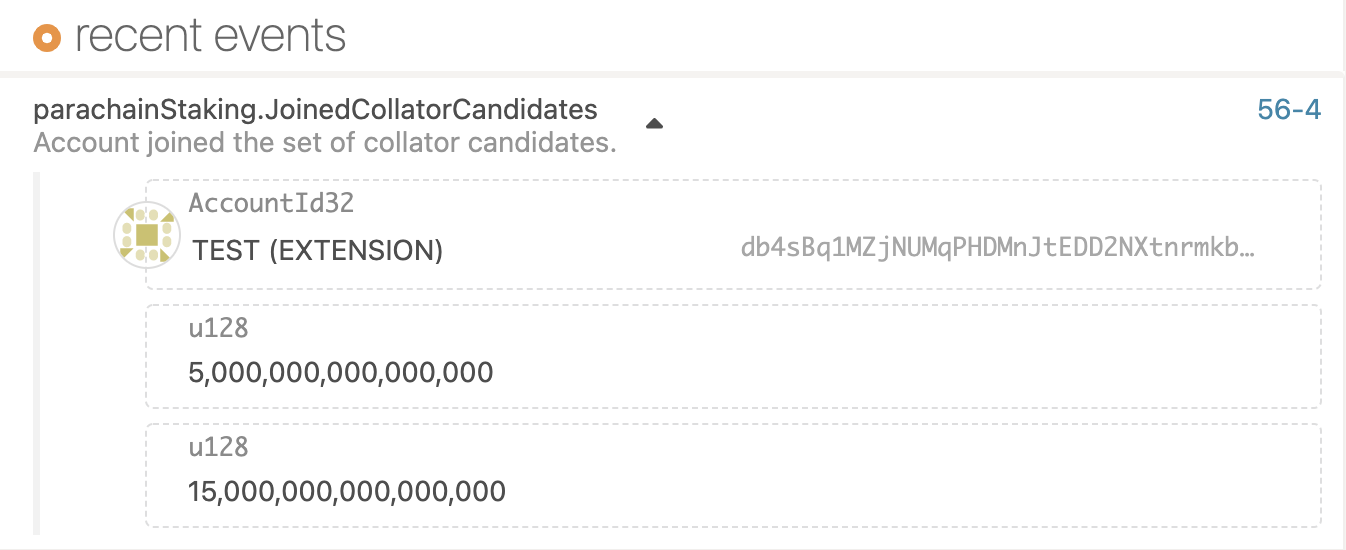 recent events
parachainStaking.JoinedCollatorCandidates
56-4
Account joined the set of collator candidates.
AccountId32
TEST (EXTENSION)
db4sBq1MZjNUMqPHDMnJtEDD2NXtnrmkb…
u128
5,000,000,000,000,000
u128
15,000,000,000,000,000